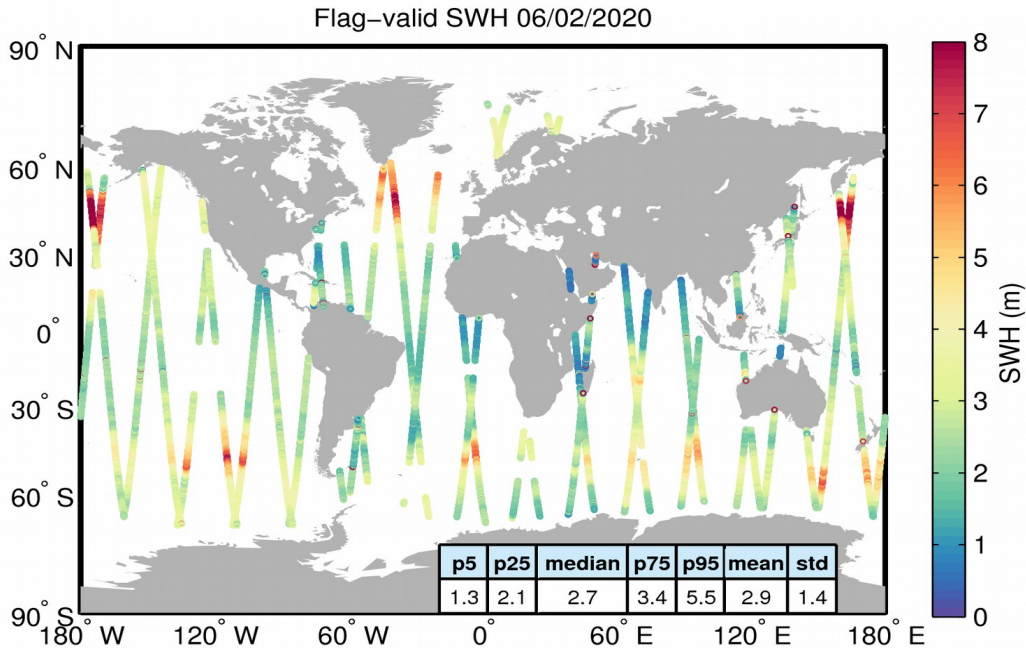 Flag−valid SWH 06/02/2020
90° N
60° N
30° N
0°
30° S
60° S
90° S
180° W
120° W
60° W
0°
60° E
120° E
180° E
p5 p25 median p75 p95 mean std
1.3 2.1 2.7 3.4 5.5 2.9 1.4
8
7
6
5
4
3
2
1
0
SWH (m)